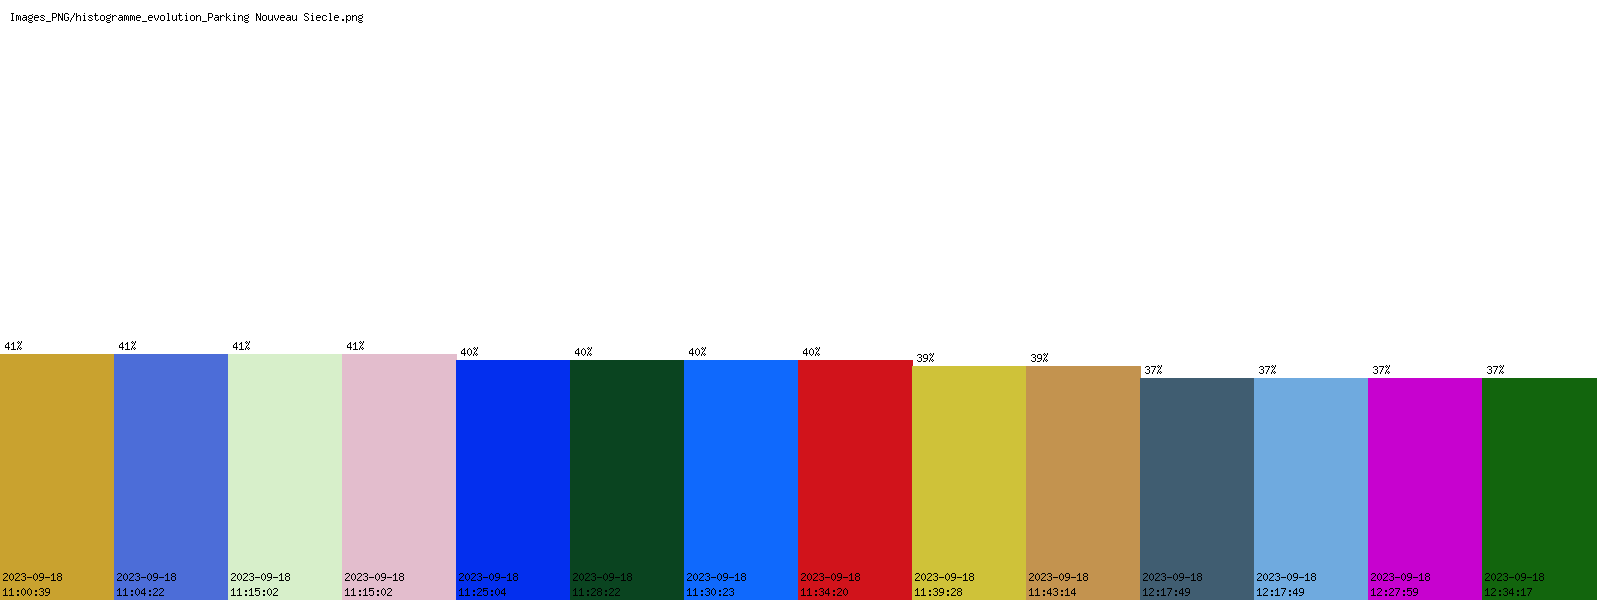 Images_PNG/histogramme_evolution_Parking Nouveau Siecle.png
41% 41% 41% 41% 40% 40% 40% 40% 39% 39% 37% 37% 37% 37%
2023-09-18 2023-09-18 2023-09-18 2023-09-18 2023-09-18 2023-09-18 2023-09-18 2023-09-18 2023-09-18 2023-09-18 2023-09-18 2023-09-18 2023-09-18 2023-09-18
11:00:39 11:04:22 11:15:02 11:15:02 11:25:04 11:28:22 11:30:23 11:34:20 11:39:28 11:43:14 12:17:49 12:17:49 12:27:59 12:34:17